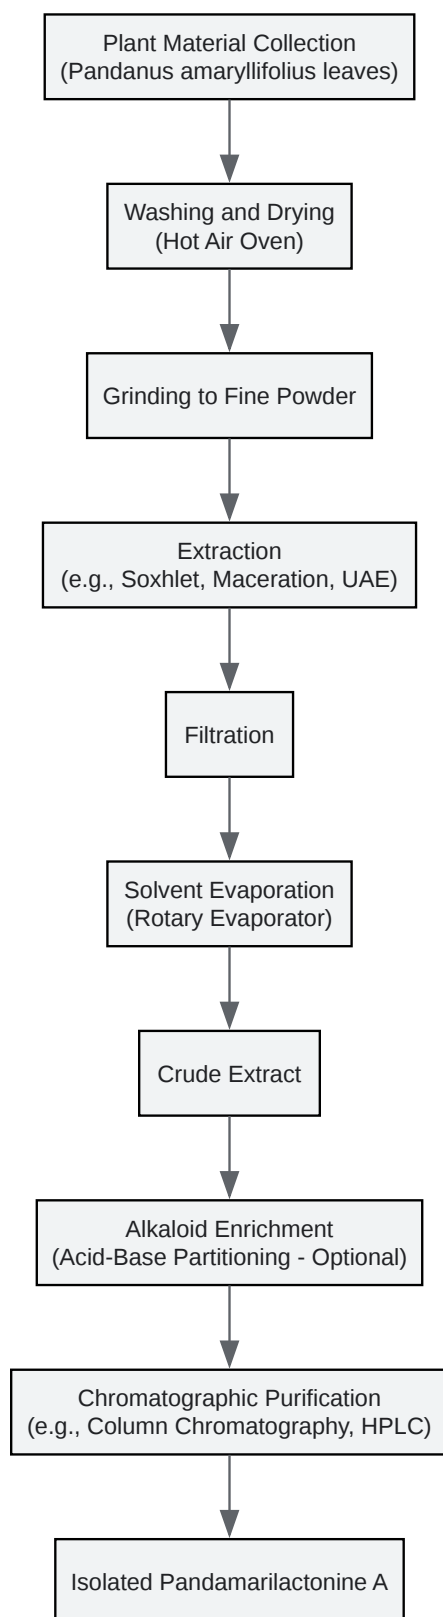 Plant Material Collection
(Pandanus amaryllifolius leaves)
Washing and Drying
(Hot Air Oven)
Grinding to Fine Powder
Extraction
(e.g., Soxhlet, Maceration, UAE)
Filtration
Solvent Evaporation
(Rotary Evaporator)
Crude Extract
Alkaloid Enrichment
(Acid-Base Partitioning - Optional)
Chromatographic Purification
(e.g., Column Chromatography, HPLC)
Isolated Pandamarilactonine A